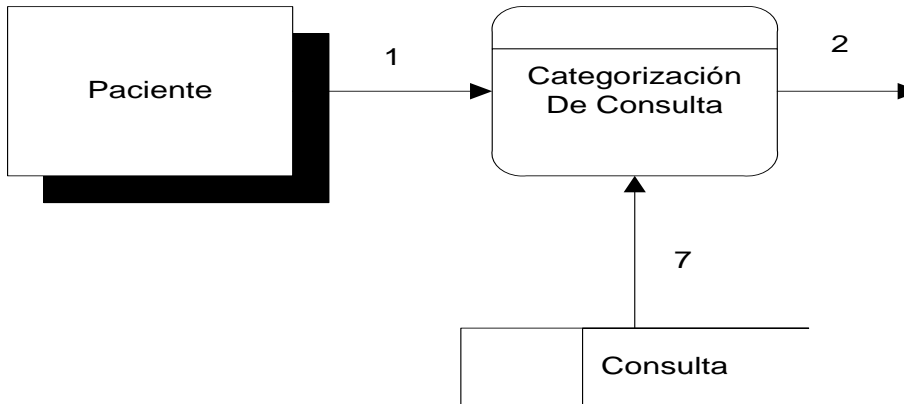 Paciente
1
Categorización
De Consulta
2
7
Consulta